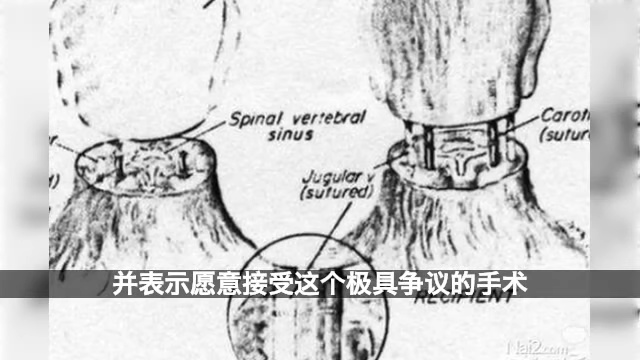 Spinal vertebral
sinus
Carot
(sutur
Jugular v
(sutured)
并表示愿意接受这个极具争议的手术
RECIPIENT
Nai2.com